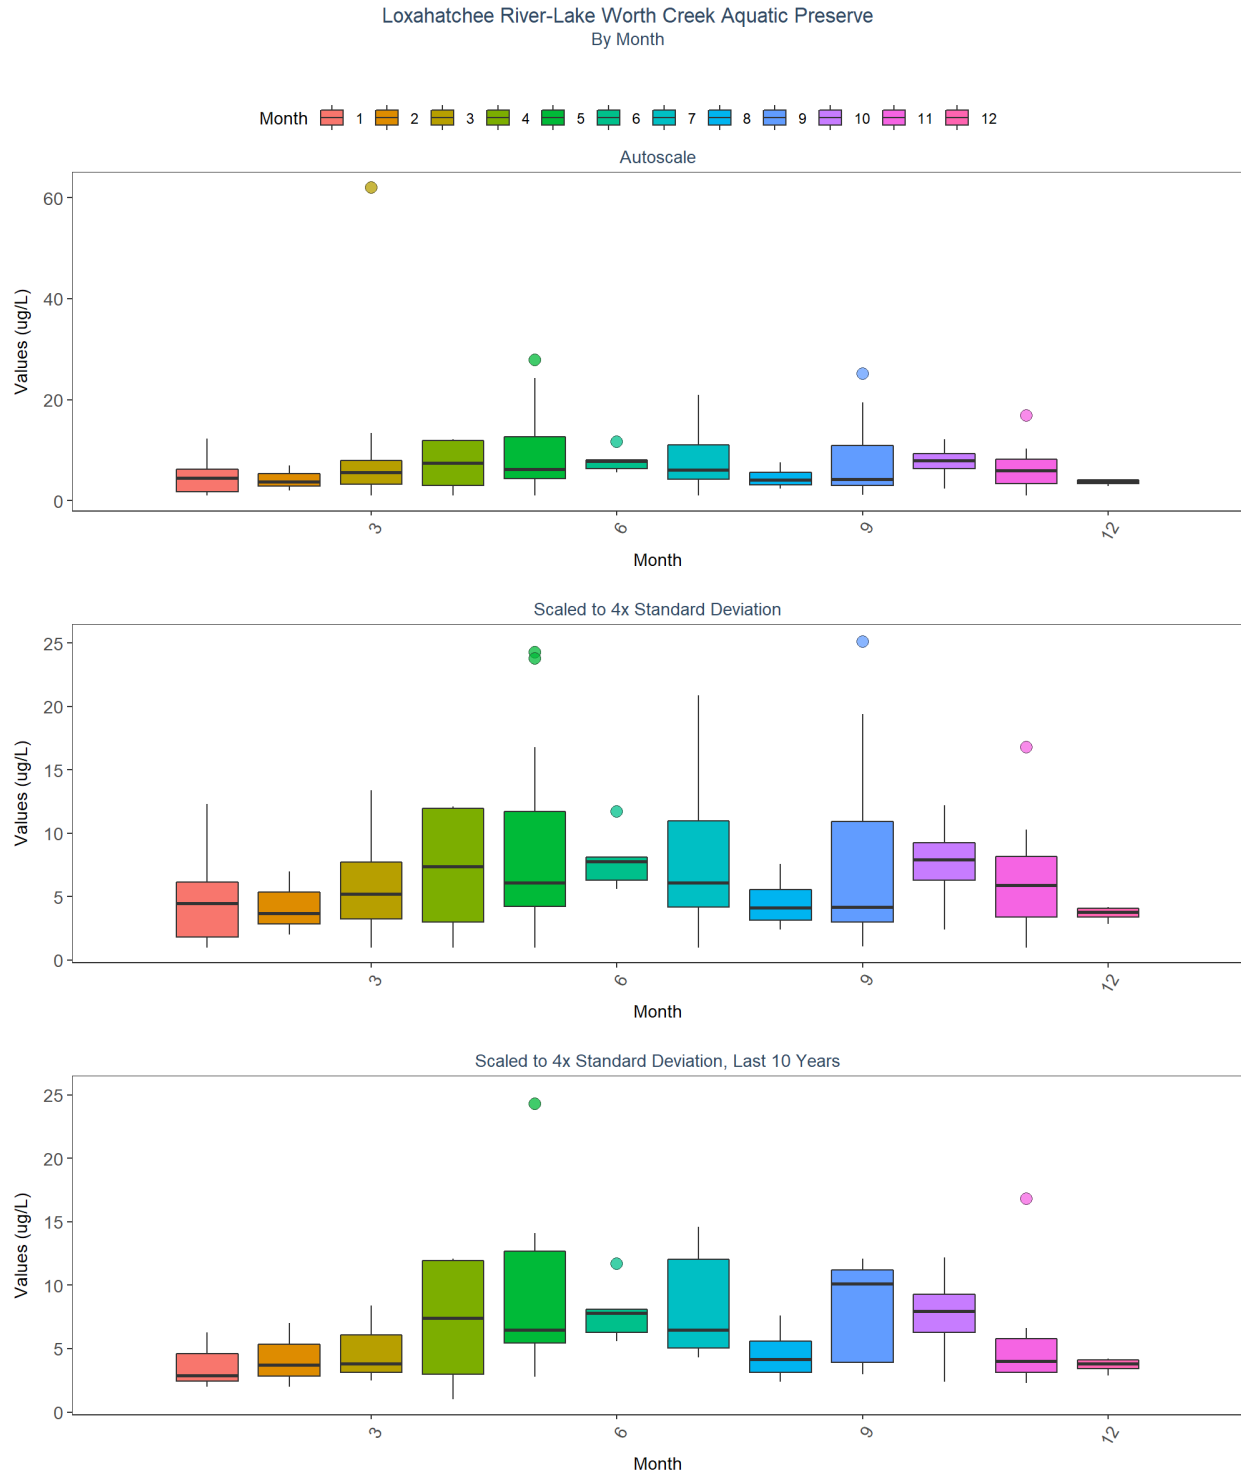 Loxahatchee River-Lake Worth Creek Aquatic Preserve
By Month
Month 1 2 3 4 5 6 7 8 9 10 11 12
Autoscale
Values (ug/L)
60
40
20
0
3 6 9 12
Month
Scaled to 4x Standard Deviation
Values (ug/L)
25
20
15
10
5
0
3 6 9 12
Month
Scaled to 4x Standard Deviation, Last 10 Years
Values (ug/L)
25
20
15
10
5
0
3 6 9 12
Month